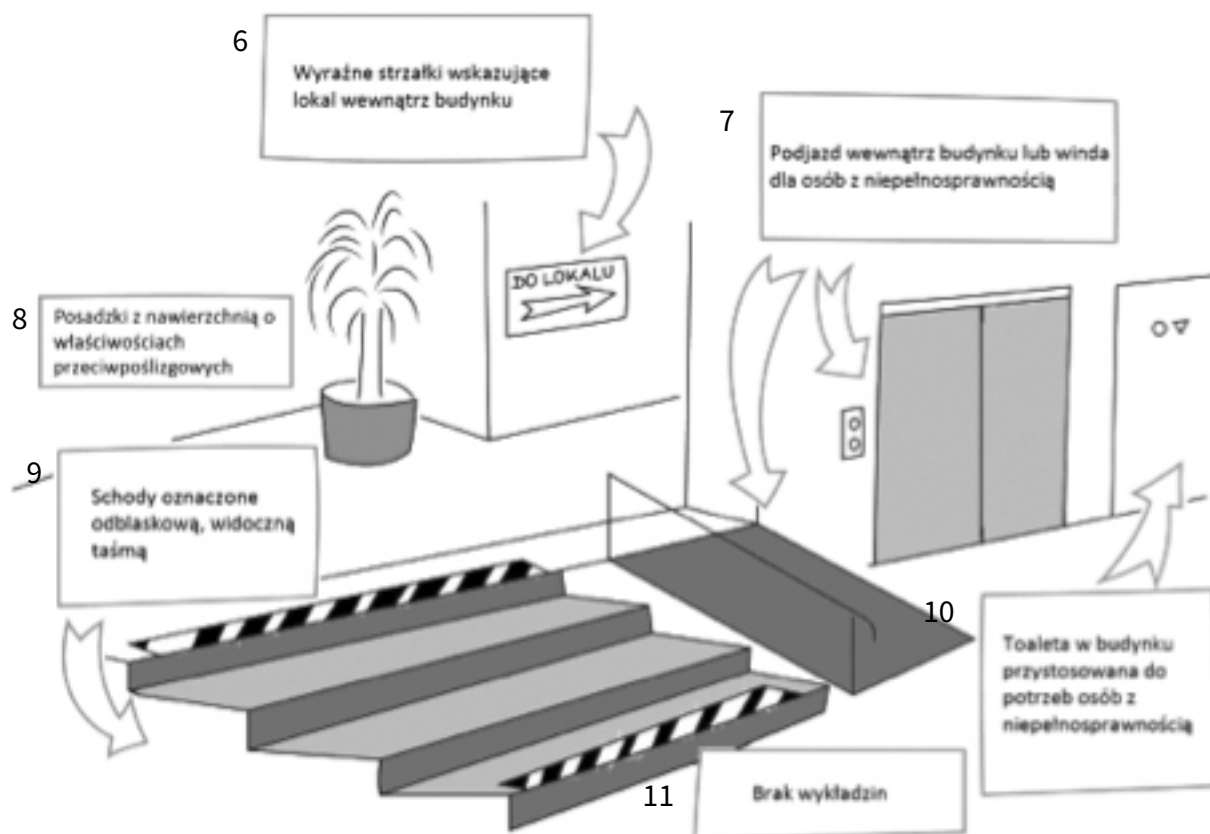 6
Wyraźne strzałki wskazujące
lokal wewnątrz budynku
7
Podjazd wewnątrz budynku lub winda
dla osób z niepełnosprawnością
DO LOKALU
8
Posadzki z nawierzchnią o
właściwościach
przeciwpoślizgowych
9
Schody oznaczone
odblaskową, widoczną
taśmą
10
Toaleta w budynku
przystosowana do
potrzeb osób z
niepełnosprawnością
11
Brak wykładzin